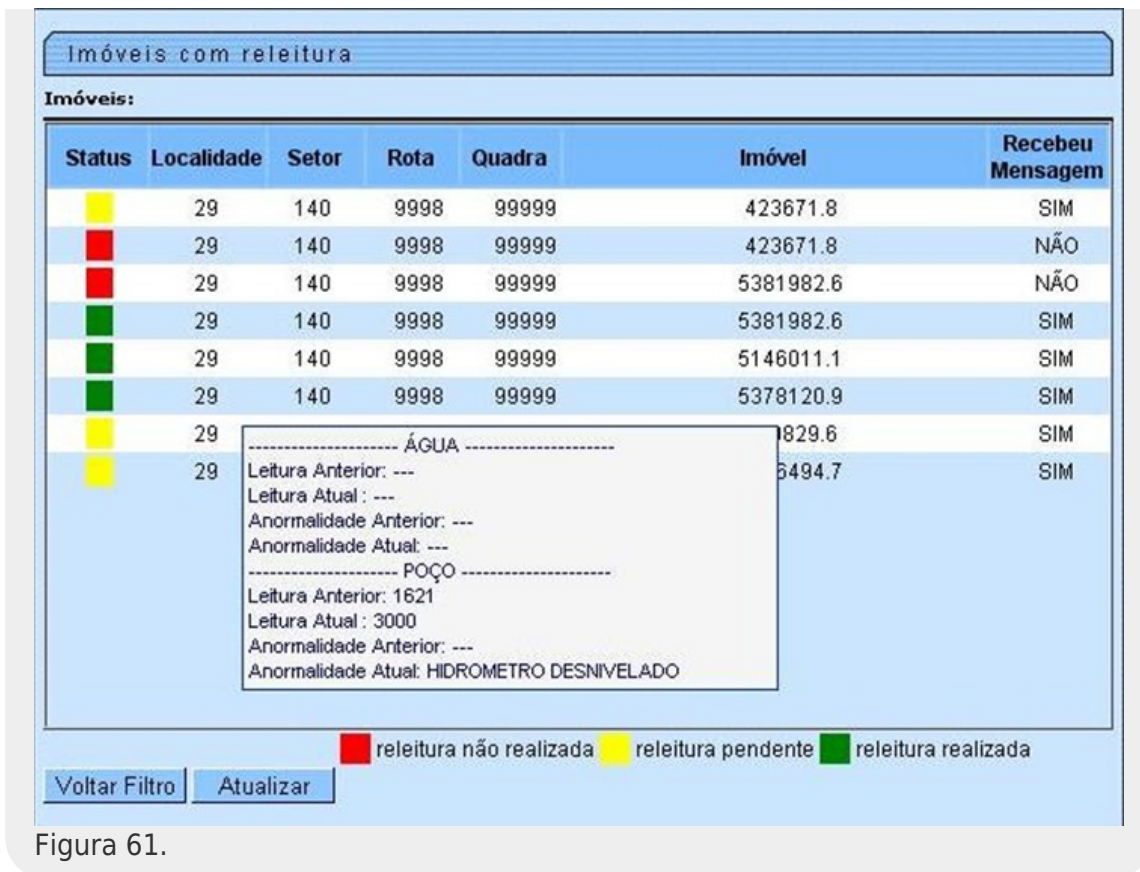 Imóveis com releitura
Imóveis:
Status Localidade Setor Rota Quadra Imóvel Recebeu Mensagem
29 140 9998 99999 423671.8 SIM
29 140 9998 99999 423671.8 NÃO
29 140 9998 99999 5381982.6 NÃO
29 140 9998 99999 5381982.6 SIM
29 140 9998 99999 5146011.1 SIM
29 140 9998 99999 5378120.9 SIM
29 829.6 SIM
29 6494.7 SIM
--------------------- ÁGUA ---------------------
Leitura Anterior: ---
Leitura Atual : ---
Anormalidade Anterior: ---
Anormalidade Atual: ---
--------------------- POÇO ---------------------
Leitura Anterior: 1621
Leitura Atual : 3000
Anormalidade Anterior: ---
Anormalidade Atual: HIDROMETRO DESNIVELADO
releitura não realizada releitura pendente releitura realizada
Voltar Filtro Atualizar
Figura 61.